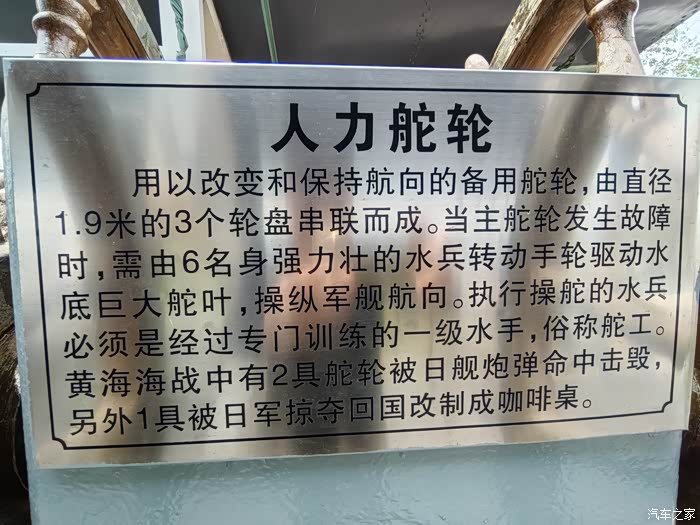 人力舵轮
用以改变和保持航向的备用舵轮，由直径
1.9米的3个轮盘串联而成。当主舵轮发生故障
时，需由6名身强力壮的水兵转动手轮驱动水
底巨大舵叶，操纵军舰航向。执行操舵的水兵
必须是经过专门训练的一级水手，俗称舵工。
黄海海战中有2具舵轮被日舰炮弹命中击毁，
另外1具被日军掠夺回国改制成咖啡桌。
汽车之家